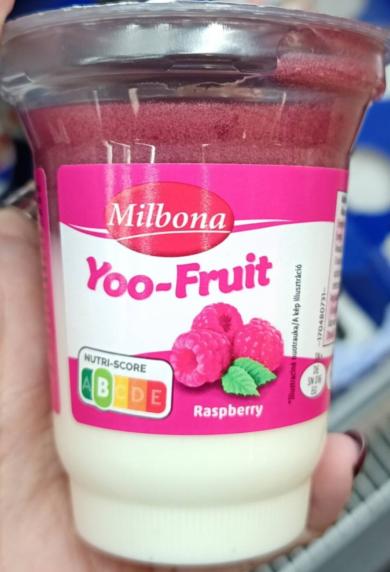 Milbona
Yoo-Fruit
NUTRI-SCORE
A B C D E
Raspberry